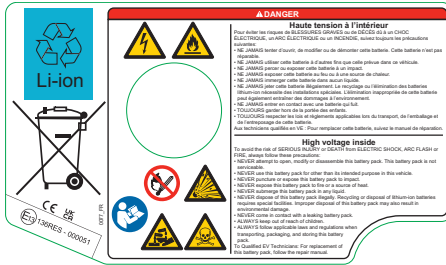 Li-ion
CE UK CA
E13 136RES - 000051
00FT_FR
DANGER
Haute tension à l'intérieur
Pour éviter les risques de BLESSURES GRAVES ou de DÉCÈS dû à un CHOC
ÉLECTRIQUE, un ARC ÉLECTRIQUE ou un INCENDIE, suivez toujours les précautions
suivantes:
• NE JAMAIS tenter d'ouvrir, de modifier ou de démonter cette batterie. Cette batterie n'est pas
réparable.
• NE JAMAIS utiliser cette batterie à d'autres fins que celle prévue dans ce véhicule.
• NE JAMAIS percer ou exposer cette batterie à un impact.
• NE JAMAIS exposer cette batterie au feu ou à une source de chaleur.
• NE JAMAIS immerger cette batterie dans aucun liquide.
• NE JAMAIS jeter cette batterie illégalement. Le recyclage ou l'élimination des batteries
lithium-ion nécessite des installations spéciales. L'élimination inappropriée de cette batterie
peut également entraîner des dommages à l'environnement.
• NE JAMAIS entrer en contact avec une batterie qui fuit.
• TOUJOURS garder hors de la portée des enfants.
• TOUJOURS respecter les lois et règlements applicables lors du transport, de l'emballage et
de l'entreposage de cette batterie.
Aux techniciens qualifiés en VE : Pour remplacer cette batterie, suivez le manuel de réparation.
High voltage inside
To avoid the risk of SERIOUS INJURY or DEATH from ELECTRIC SHOCK, ARC FLASH or
FIRE, always follow these precautions:
• NEVER attempt to open, modify or disassemble this battery pack. This battery pack is not
serviceable.
• NEVER use this battery pack for other than its intended purpose in this vehicle.
• NEVER puncture or expose this battery pack to impact.
• NEVER expose this battery pack to fire or a source of heat.
• NEVER submerge this battery pack in any liquid.
• NEVER dispose of this battery pack illegally. Recycling or disposal of lithium-ion batteries
requires special facilities. Improper disposal of this battery pack may also result in
environmental damage.
• NEVER come in contact with a leaking battery pack.
• ALWAYS keep out of reach of children.
• ALWAYS follow applicable laws and regulations when
transporting, packaging, and storing this battery
pack.
To Qualified EV Technicians: For replacement of
this battery pack, follow the repair manual.